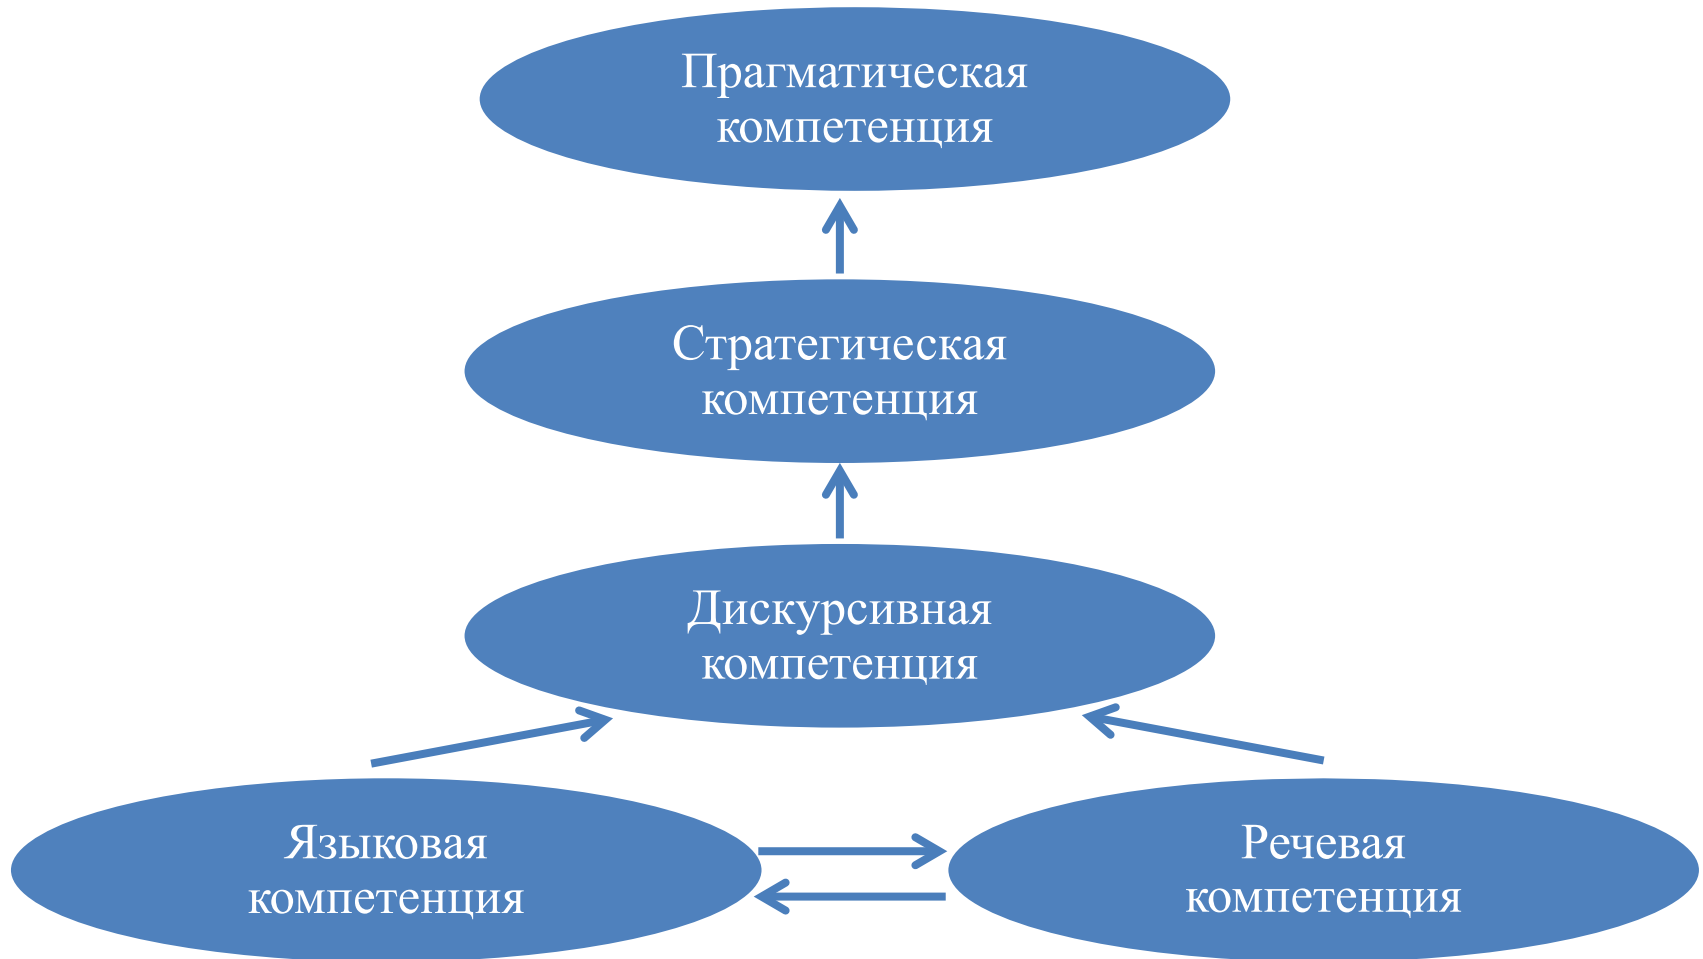 Прагматическая
компетенция
Стратегическая
компетенция
Дискурсивная
компетенция
Языковая
компетенция
Речевая
компетенция